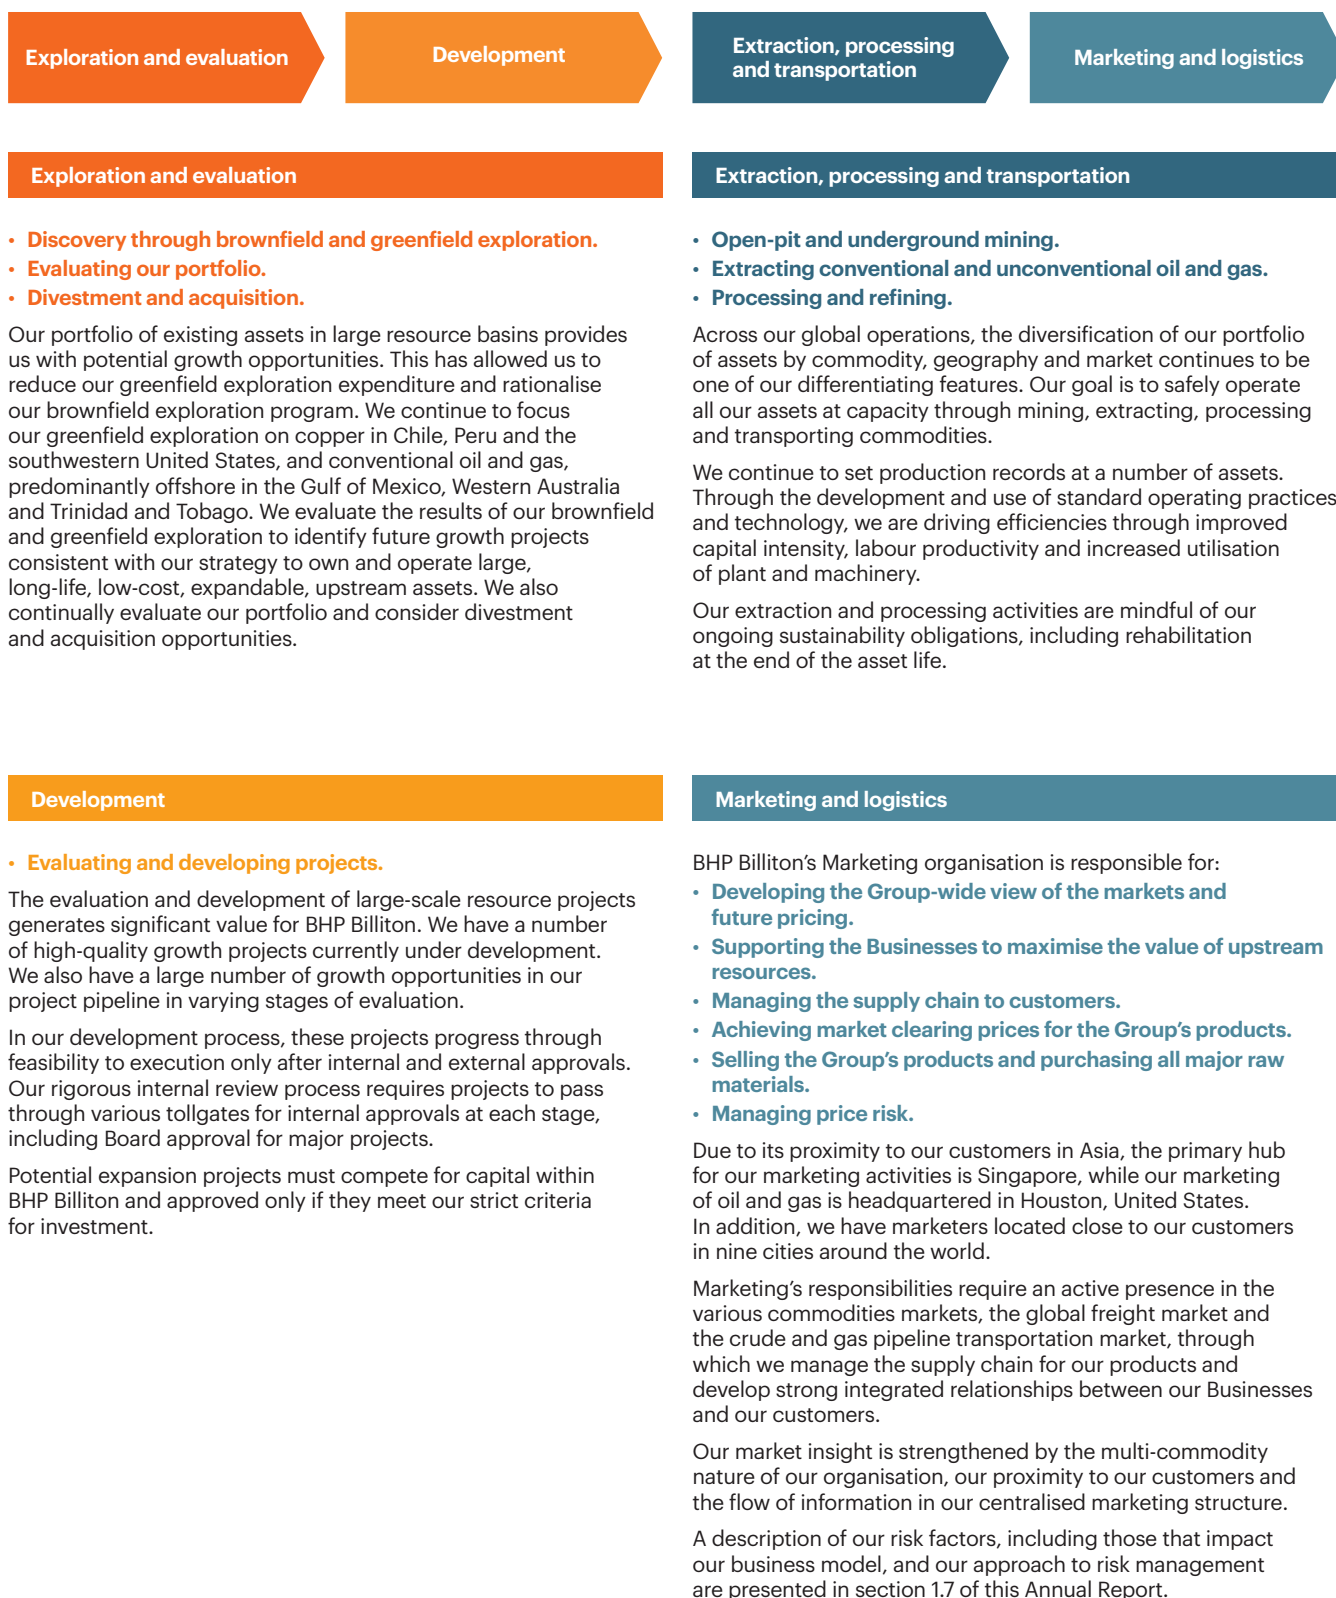 Exploration and evaluation
Development
Extraction, processing
and transportation
Marketing and logistics
Exploration and evaluation
• Discovery through brownfield and greenfield exploration.
• Evaluating our portfolio.
• Divestment and acquisition.
Our portfolio of existing assets in large resource basins provides
us with potential growth opportunities. This has allowed us to
reduce our greenfield exploration expenditure and rationalise
our brownfield exploration program. We continue to focus
our greenfield exploration on copper in Chile, Peru and the
southwestern United States, and conventional oil and gas,
predominantly offshore in the Gulf of Mexico, Western Australia
and Trinidad and Tobago. We evaluate the results of our brownfield
and greenfield exploration to identify future growth projects
consistent with our strategy to own and operate large,
long-life, low-cost, expandable, upstream assets. We also
continually evaluate our portfolio and consider divestment
and acquisition opportunities.
Development
• Evaluating and developing projects.
The evaluation and development of large-scale resource projects
generates significant value for BHP Billiton. We have a number
of high-quality growth projects currently under development.
We also have a large number of growth opportunities in our
project pipeline in varying stages of evaluation.
In our development process, these projects progress through
feasibility to execution only after internal and external approvals.
Our rigorous internal review process requires projects to pass
through various tollgates for internal approvals at each stage,
including Board approval for major projects.
Potential expansion projects must compete for capital within
BHP Billiton and approved only if they meet our strict criteria
for investment.
Extraction, processing and transportation
• Open-pit and underground mining.
• Extracting conventional and unconventional oil and gas.
• Processing and refining.
Across our global operations, the diversification of our portfolio
of assets by commodity, geography and market continues to be
one of our differentiating features. Our goal is to safely operate
all our assets at capacity through mining, extracting, processing
and transporting commodities.
We continue to set production records at a number of assets.
Through the development and use of standard operating practices
and technology, we are driving efficiencies through improved
capital intensity, labour productivity and increased utilisation
of plant and machinery.
Our extraction and processing activities are mindful of our
ongoing sustainability obligations, including rehabilitation
at the end of the asset life.
Marketing and logistics
BHP Billiton’s Marketing organisation is responsible for:
• Developing the Group-wide view of the markets and
future pricing.
• Supporting the Businesses to maximise the value of upstream
resources.
• Managing the supply chain to customers.
• Achieving market clearing prices for the Group’s products.
• Selling the Group’s products and purchasing all major raw
materials.
• Managing price risk.
Due to its proximity to our customers in Asia, the primary hub
for our marketing activities is Singapore, while our marketing
of oil and gas is headquartered in Houston, United States.
In addition, we have marketers located close to our customers
in nine cities around the world.
Marketing’s responsibilities require an active presence in the
various commodities markets, the global freight market and
the crude and gas pipeline transportation market, through
which we manage the supply chain for our products and
develop strong integrated relationships between our Businesses
and our customers.
Our market insight is strengthened by the multi-commodity
nature of our organisation, our proximity to our customers and
the flow of information in our centralised marketing structure.
A description of our risk factors, including those that impact
our business model, and our approach to risk management
are presented in section 1.7 of this Annual Report.